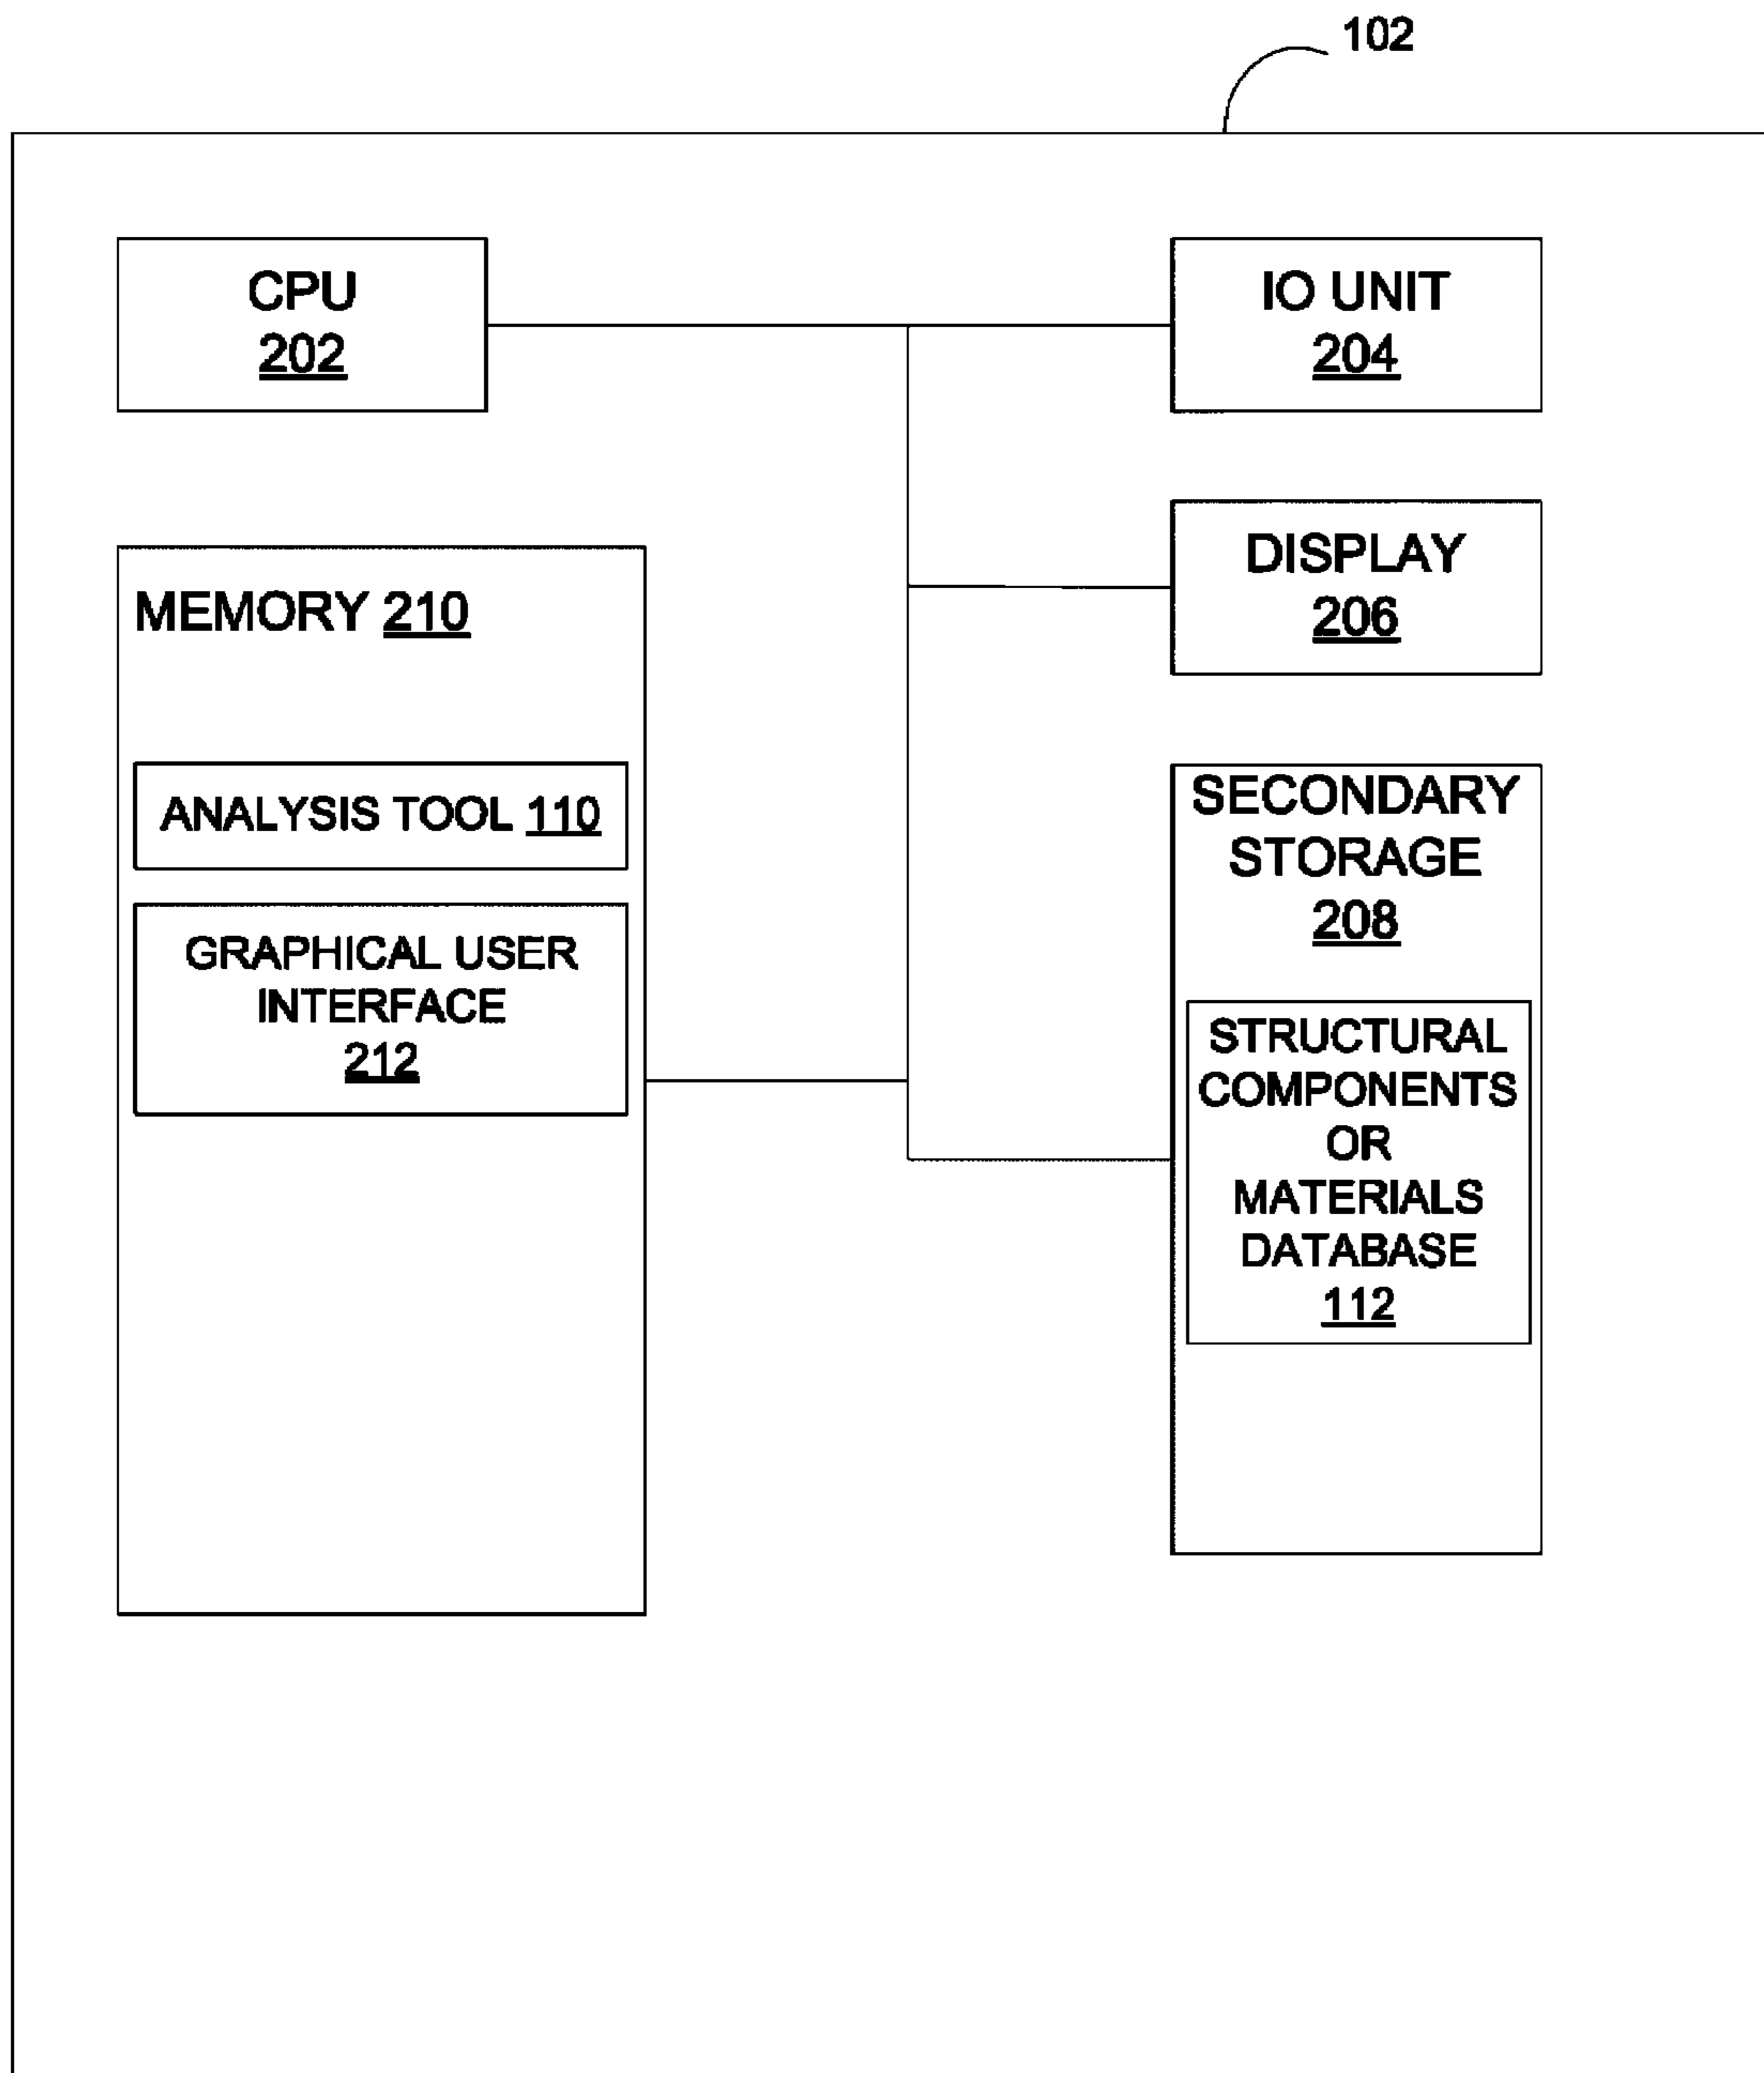 102
CPU
202
IO UNIT
204
DISPLAY
206
MEMORY 210
ANALYSIS TOOL 110
GRAPHICAL USER
INTERFACE
212
SECONDARY
STORAGE
208
STRUCTURAL
COMPONENTS
OR
MATERIALS
DATABASE
112